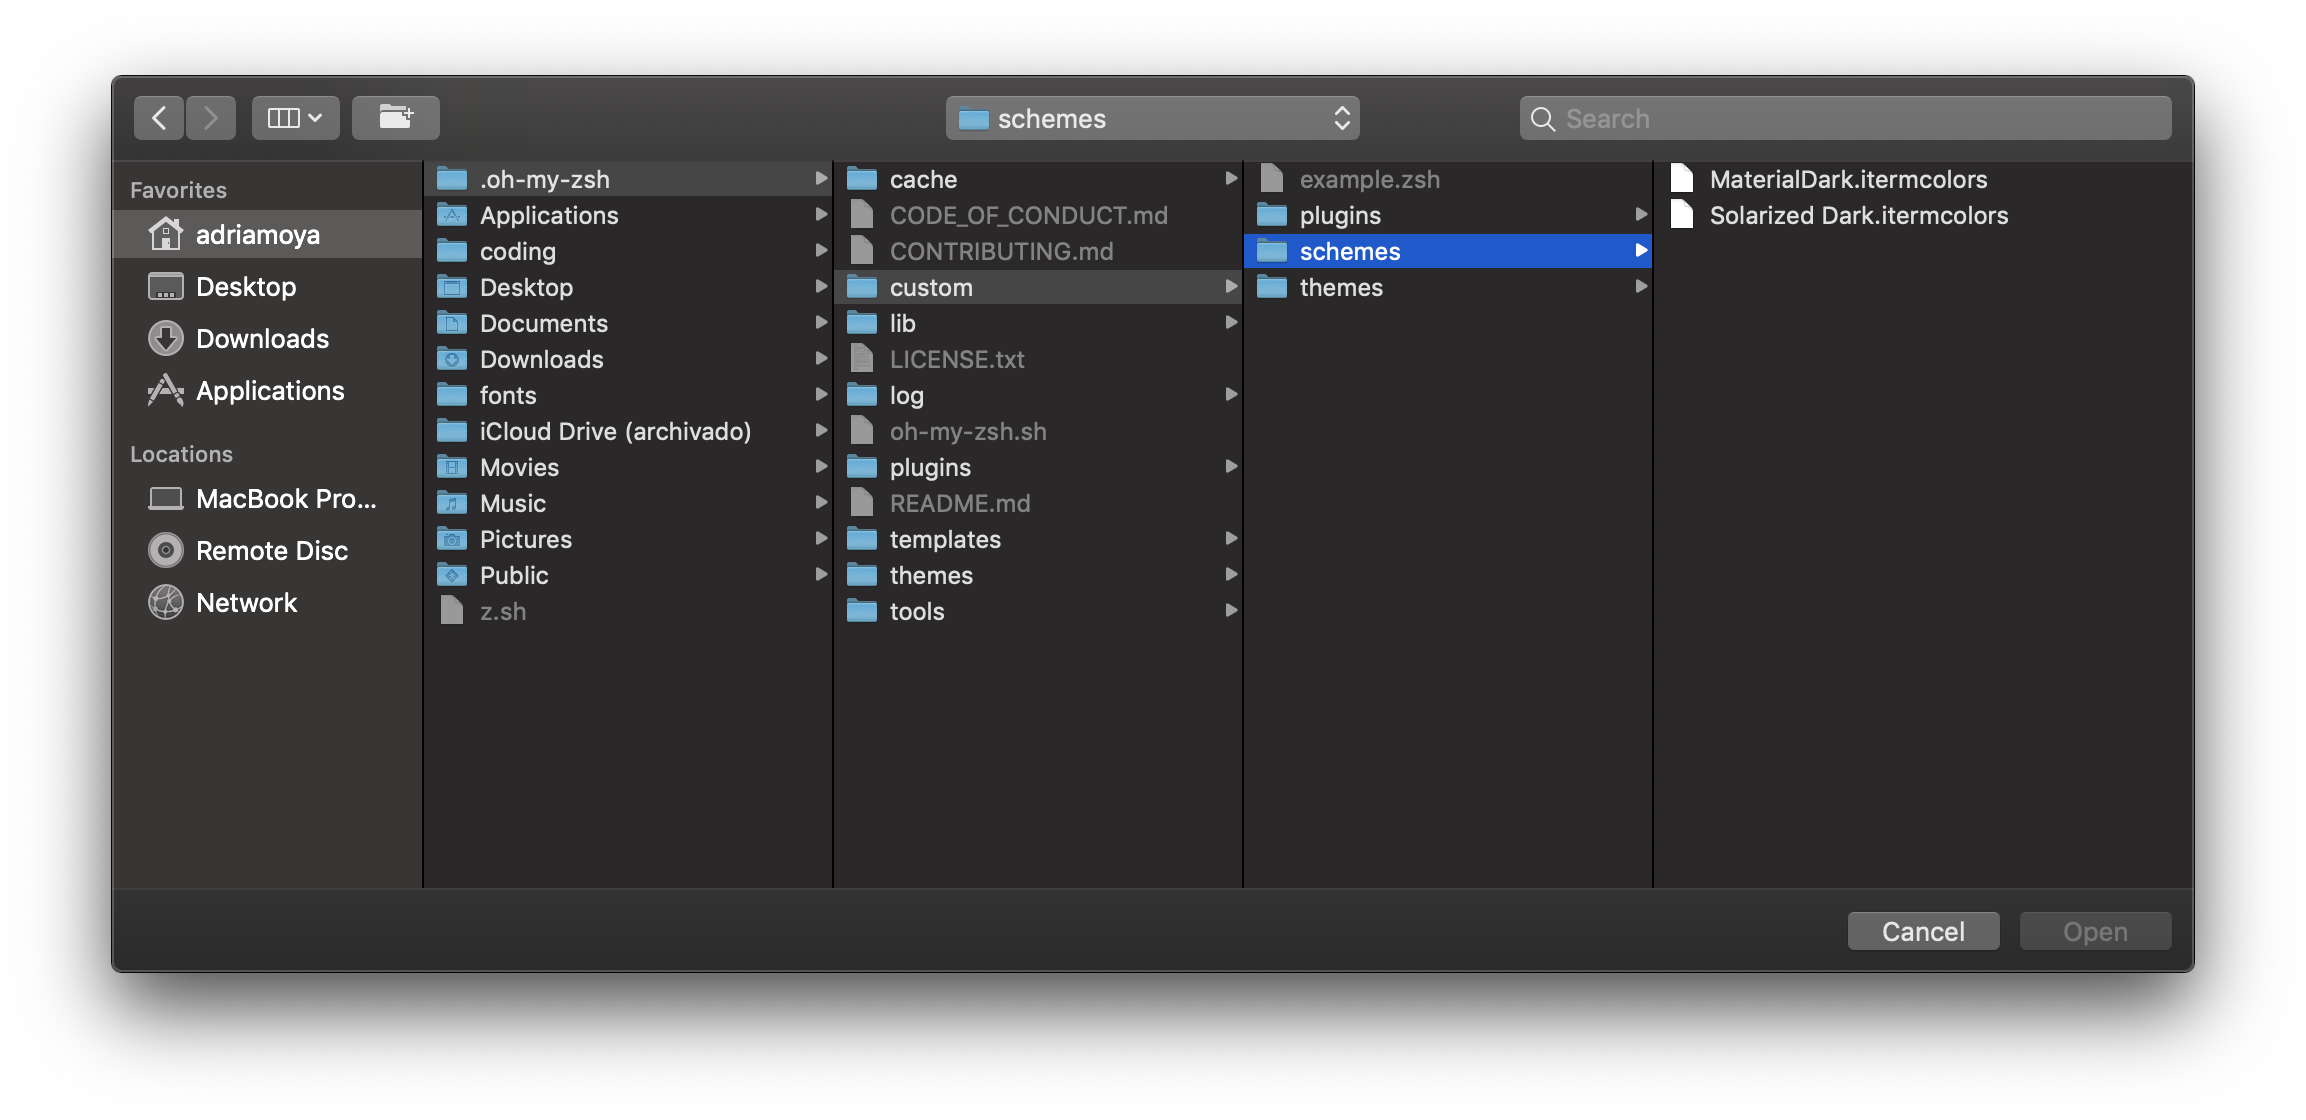 schemes
Search
Favorites
adriamoya
Desktop
Downloads
Applications
Locations
MacBook Pro...
Remote Disc
Network
.oh-my-zsh
Applications
coding
Desktop
Documents
Downloads
fonts
iCloud Drive (archivado)
Movies
Music
Pictures
Public
z.sh
cache
CODE_OF_CONDUCT.md
CONTRIBUTING.md
custom
lib
LICENSE.txt
log
oh-my-zsh.sh
plugins
README.md
templates
themes
tools
example.zsh
plugins
schemes
themes
MaterialDark.itermcolors
Solarized Dark.itermcolors
Cancel
Open